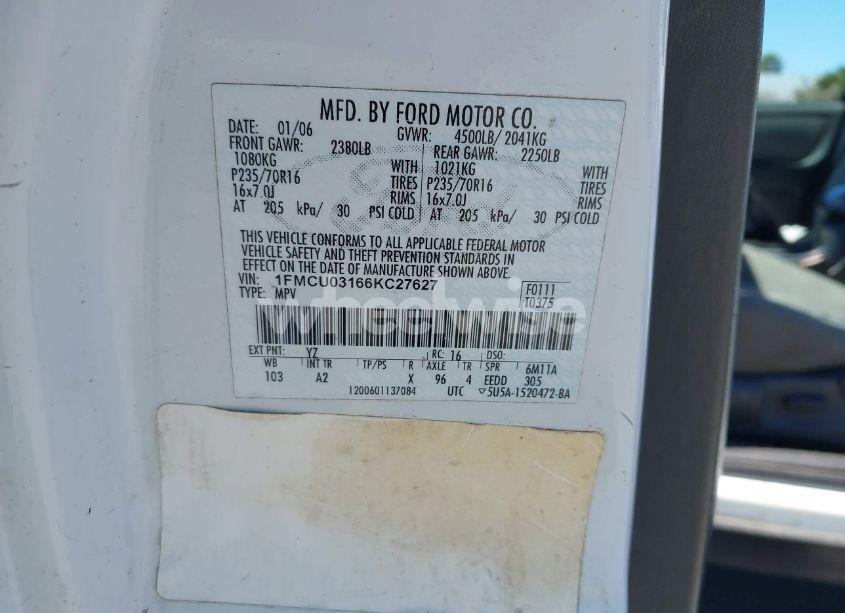 MFD. BY FORD MOTOR CO.
DATE: 01/06 GVWR: 4500LB/ 2041KG
FRONT GAWR: 2380LB REAR GAWR: 2250LB
1080KG WITH 1021KG WITH
P235/70R16 TIRES P235/70R16 TIRES
16x7.0J RIMS 16x7.0J RIMS
AT 205 kPa/ 30 PSI COLD AT 205 kPa/ 30 PSI COLD
THIS VEHICLE CONFORMS TO ALL APPLICABLE FEDERAL MOTOR
VEHICLE SAFETY AND THEFT PREVENTION STANDARDS IN
EFFECT ON THE DATE OF MANUFACTURE SHOWN ABOVE.
VIN: 1FMCU03166KC27627 F0111
TYPE: MPV T0375
wheelwise
EXT PNT: YZ RC: 16 DSO:
WB INT TR TP/PS R AXLE TR SPR 6M11A
103 A2 X 96 4 EEDD 305
1200601137084 UTC ▽5U5A-1520472-BA